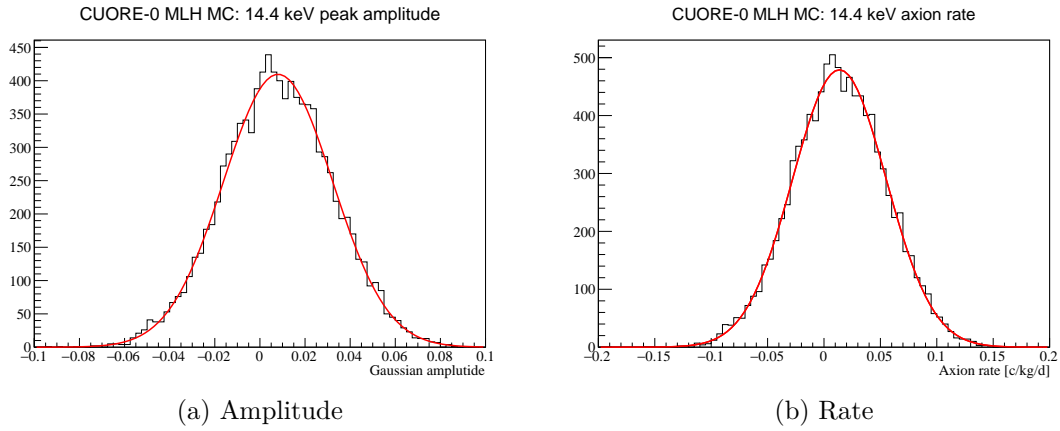 CUORE-0 MLH MC: 14.4 keV peak amplitude
450
400
350
300
250
200
150
100
50
0
−0.1 −0.08 −0.06 −0.04 −0.02 0 0.02 0.04 0.06 0.08 0.1
Gaussian amplutide
(a) Amplitude
CUORE-0 MLH MC: 14.4 keV axion rate
500
400
300
200
100
0
−0.2 −0.15 −0.1 −0.05 0 0.05 0.1 0.15 0.2
Axion rate [c/kg/d]
(b) Rate